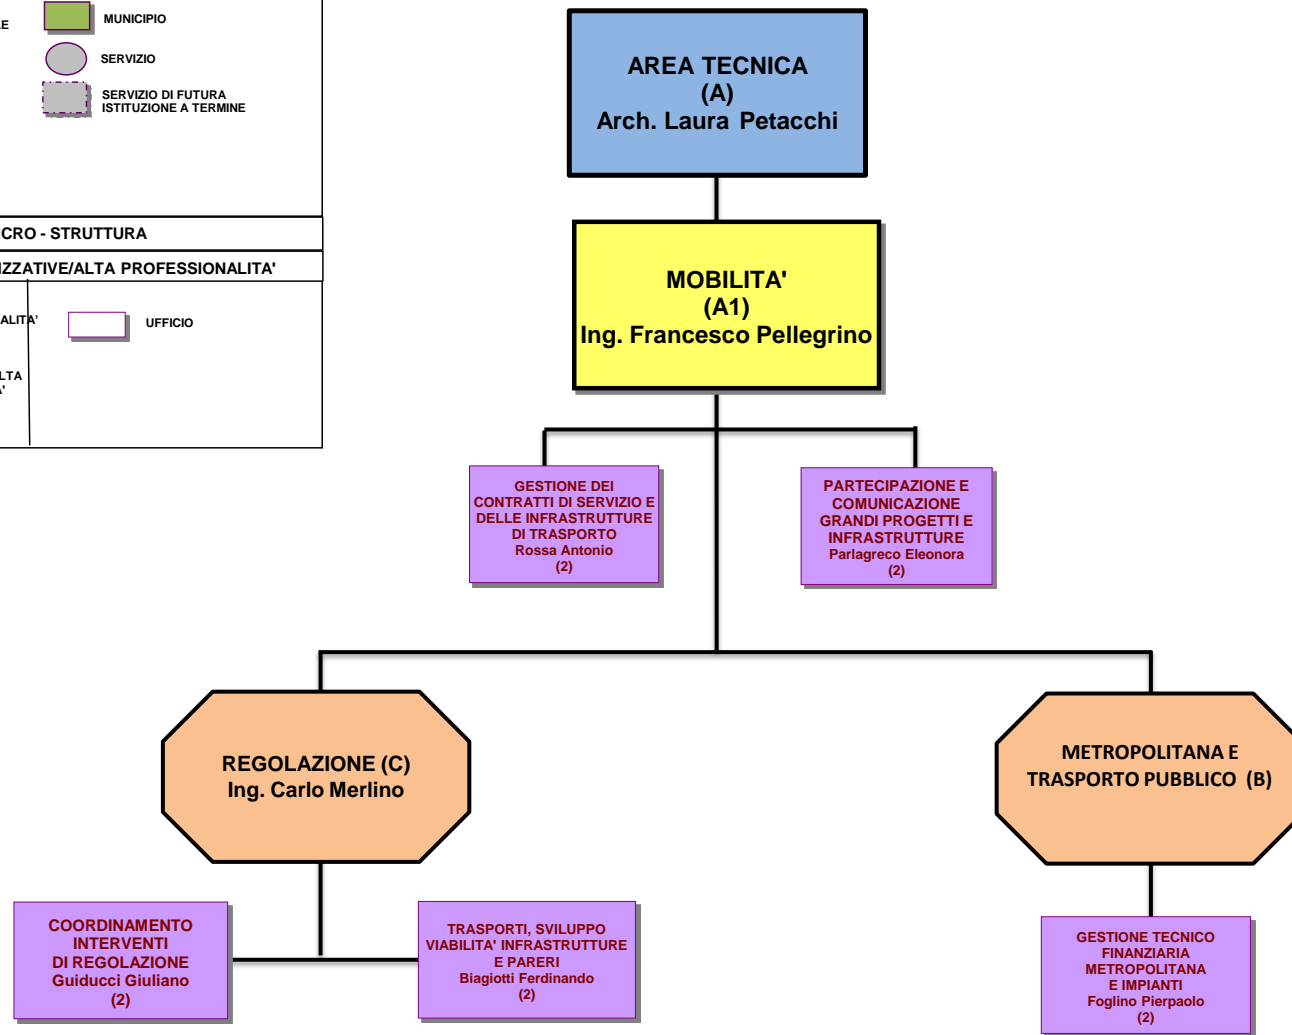 MUNICIPIO
SERVIZIO
SERVIZIO DI FUTURA
ISTITUZIONE A TERMINE
CRO - STRUTTURA
IZZATIVE/ALTA PROFESSIONALITA'
ALITA'
UFFICIO
LTA
AREA TECNICA
(A)
Arch. Laura Petacchi
MOBILITA'
(A1)
Ing. Francesco Pellegrino
GESTIONE DEI
CONTRATTI DI SERVIZIO E
DELLE INFRASTRUTTURE
DI TRASPORTO
Rossa Antonio
(2)
PARTECIPAZIONE E
COMUNICAZIONE
GRANDI PROGETTI E
INFRASTRUTTURE
Parlagreco Eleonora
(2)
REGOLAZIONE (C)
Ing. Carlo Merlino
METROPOLITANA E
TRASPORTO PUBBLICO (B)
COORDINAMENTO
INTERVENTI
DI REGOLAZIONE
Guiducci Giuliano
(2)
TRASPORTI, SVILUPPO
VIABILITA' INFRASTRUTTURE
E PARERI
Biagiotti Ferdinando
(2)
GESTIONE TECNICO
FINANZIARIA
METROPOLITANA
E IMPIANTI
Foglino Pierpaolo
(2)